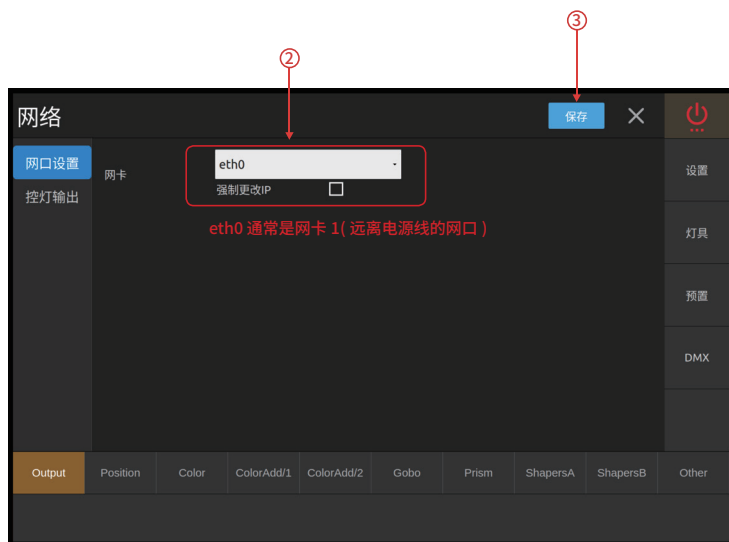 ③
②
网络
保存
网口设置
控灯输出
网卡
eth0
强制更改IP
eth0 通常是网卡 1( 远离电源线的网口 )
设置
灯具
预置
DMX
Output
Position
Color
ColorAdd/1
ColorAdd/2
Gobo
Prism
ShapersA
ShapersB
Other